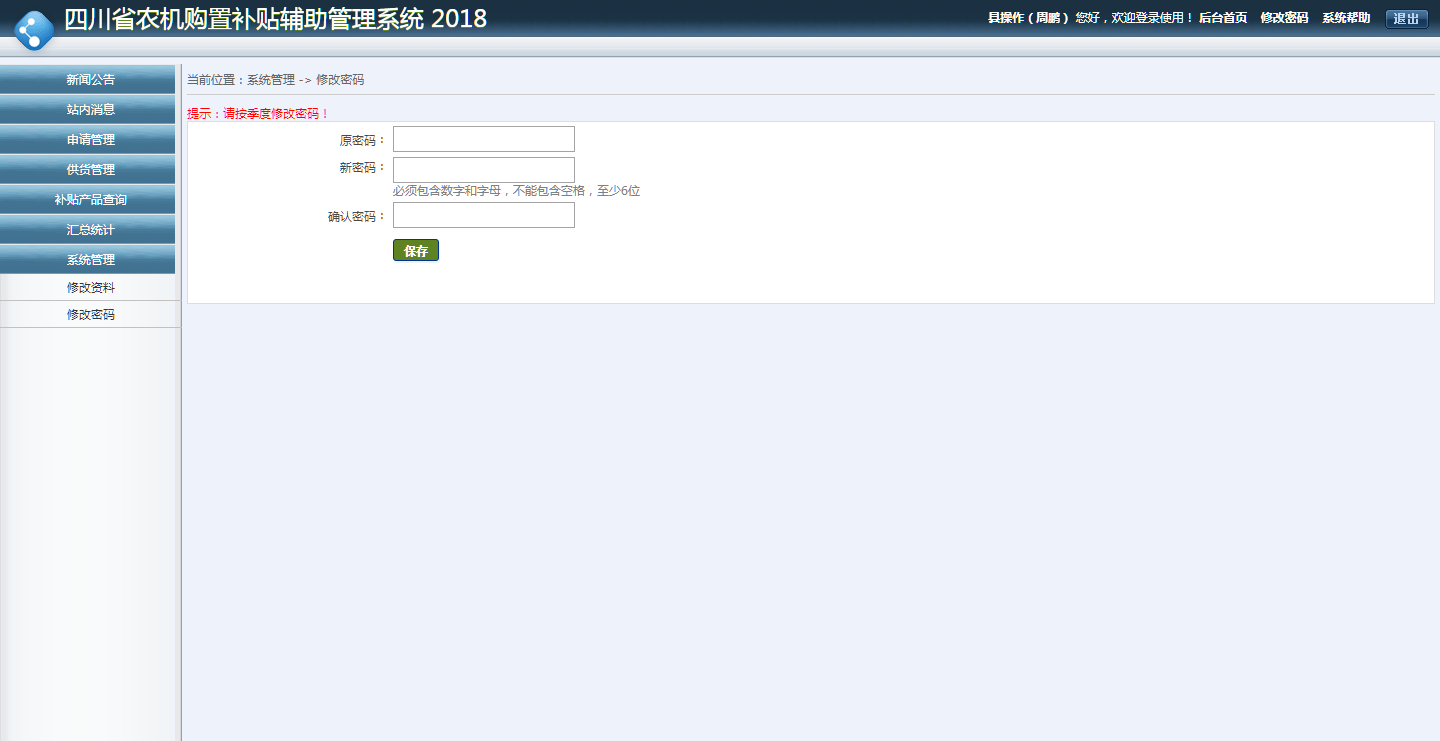 四川省农机购置补贴辅助管理系统 2018
县操作（周鹏） 您好，欢迎登录使用！ 后台首页 修改密码 系统帮助 退出
新闻公告
站内消息
申请管理
供货管理
补贴产品查询
汇总统计
系统管理
修改资料
修改密码
当前位置：系统管理 -> 修改密码
提示：请按季度修改密码！
原密码：
新密码：
必须包含数字和字母，不能包含空格，至少6位
确认密码：
保存